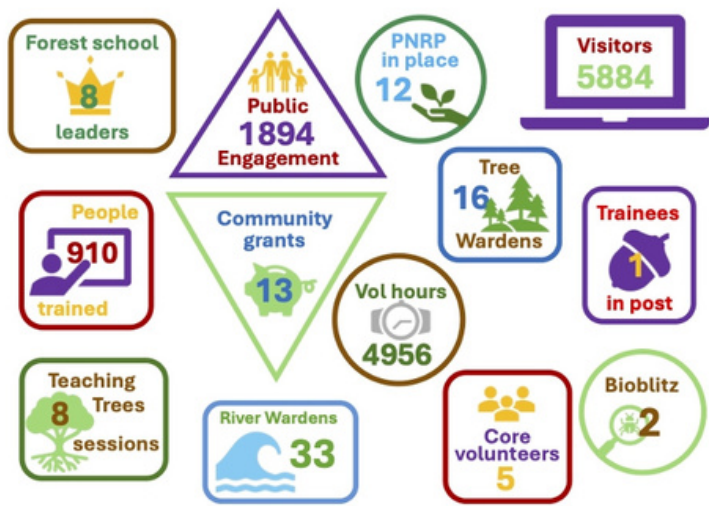 Forest school
8
leaders
Public
1894
Engagement
PNRP
in place
12
Visitors
5884
People
910
trained
Community
grants
13
Tree
16
Wardens
Trainees
1
in post
Vol hours
4956
Teaching
8 Trees
sessions
River Wardens
33
Core
volunteers
5
Bioblitz
2